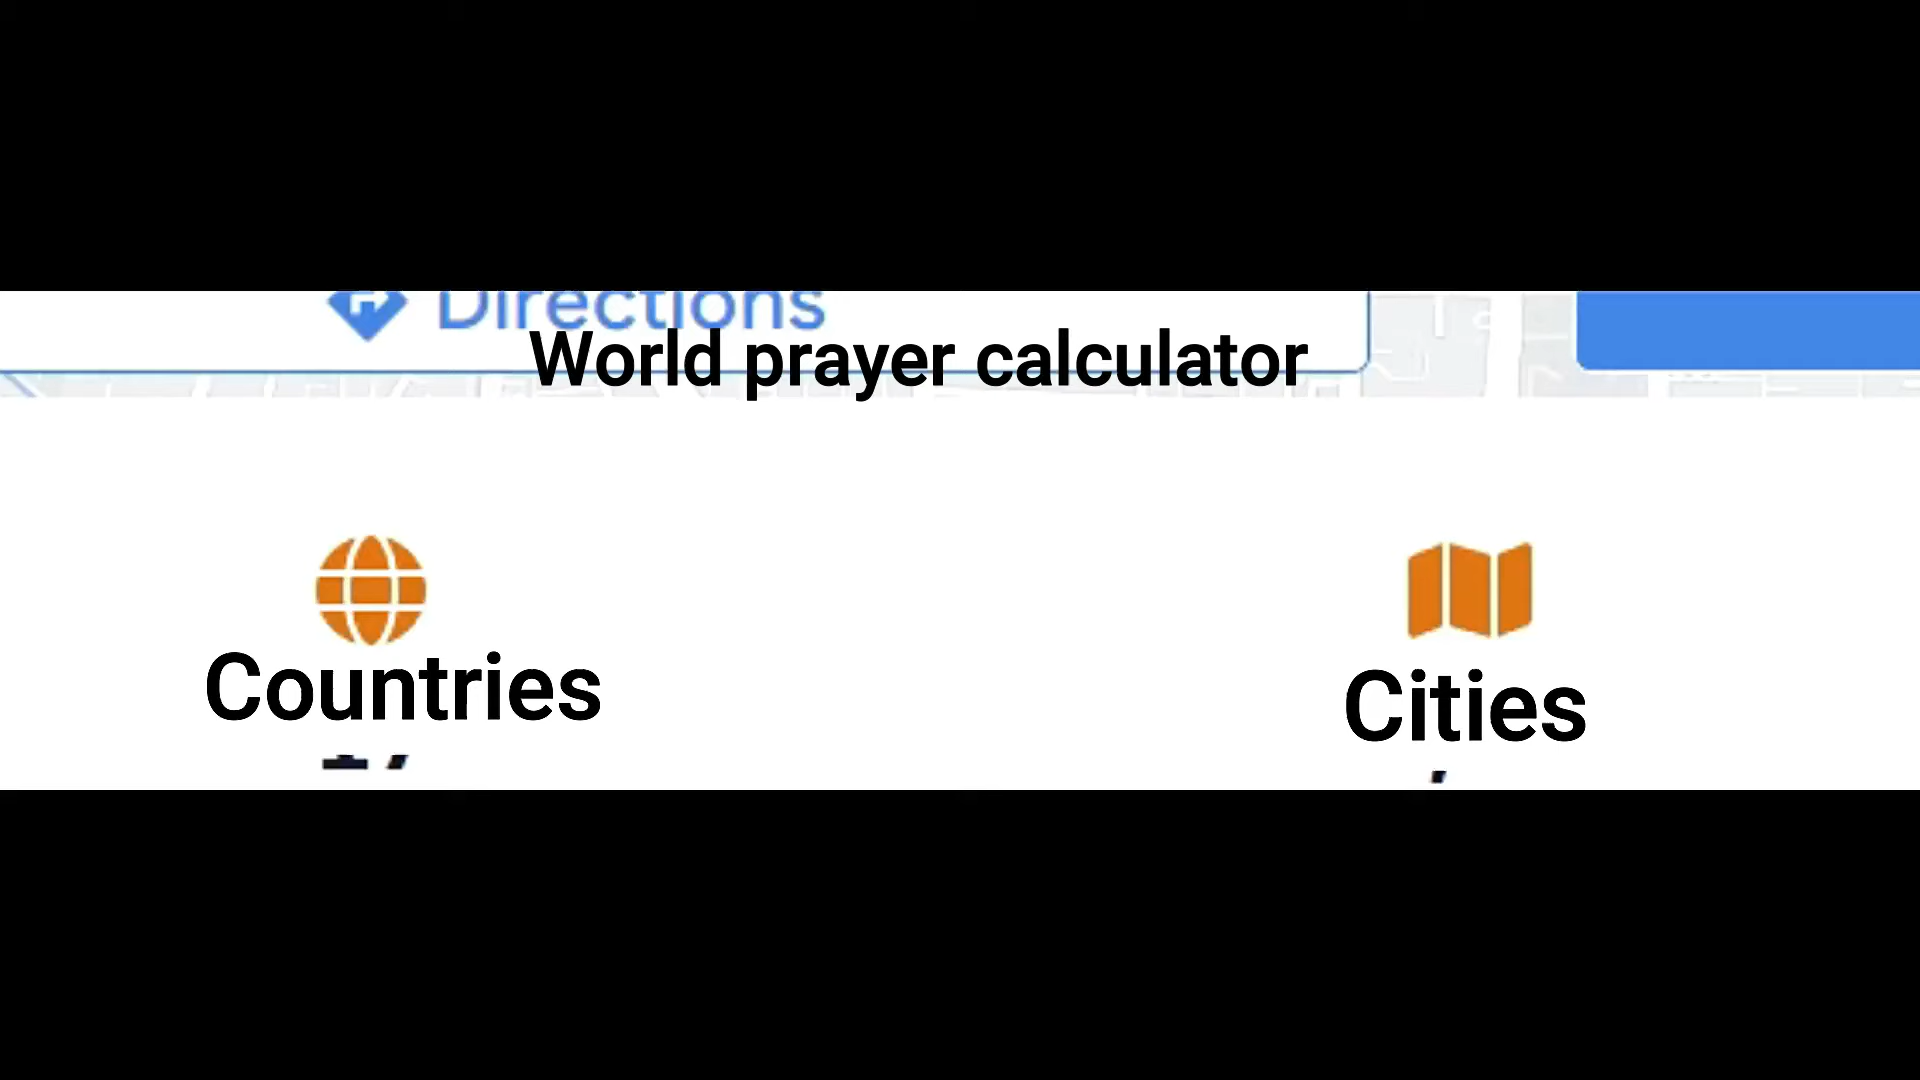 Directions
World prayer calculator
Countries
Cities